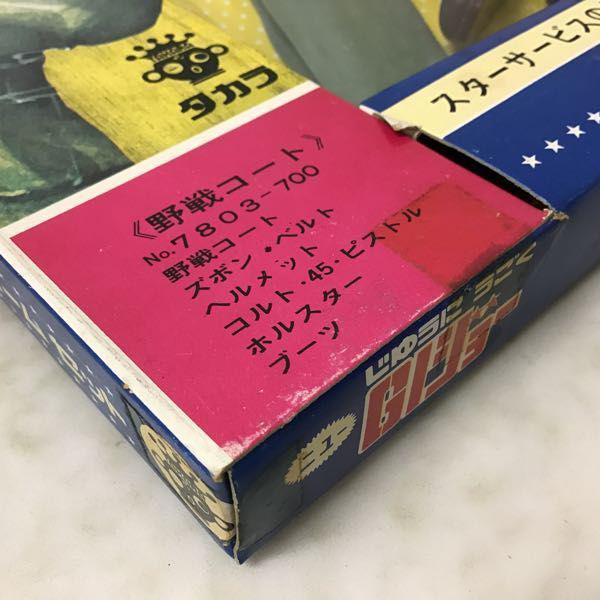 タカラ
スターサービスの
《野戦コート》
No.7803-700
野戦コート
ズボン・ベルト
ヘルメット
コルト・45・ピストル
ホルスター
ブーツ
じゆうにうごく
G.I.ジョー